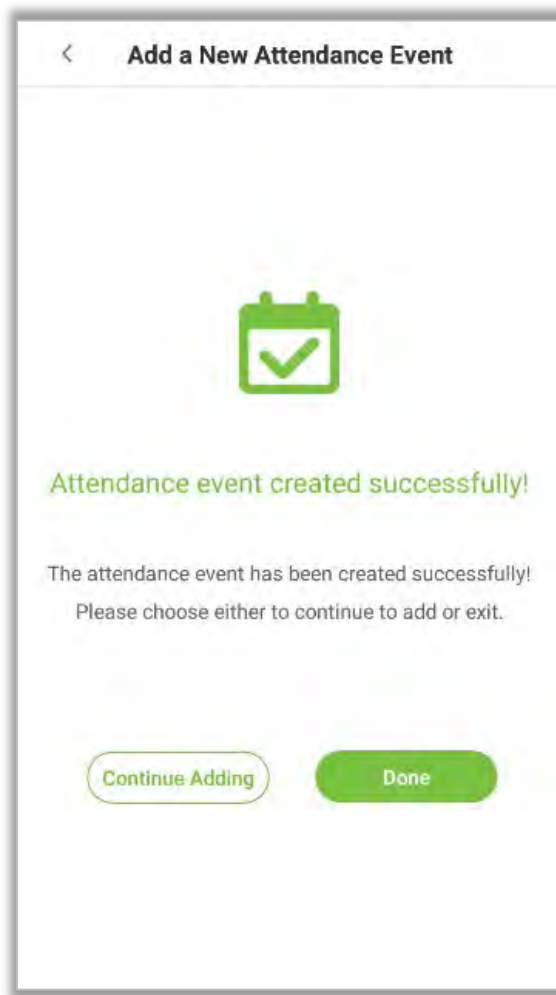 Add a New Attendance Event
Attendance event created successfully!
The attendance event has been created successfully!
Please choose either to continue to add or exit.
Continue Adding
Done